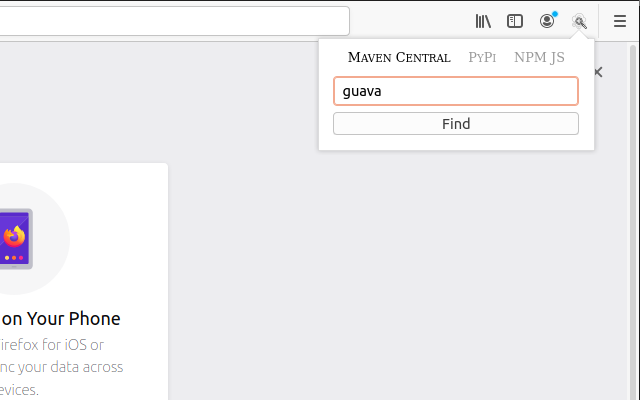 Maven Central PyPi NPM JS
guava
Find
on Your Phone
irefox for iOS or
nc your data across
evices.